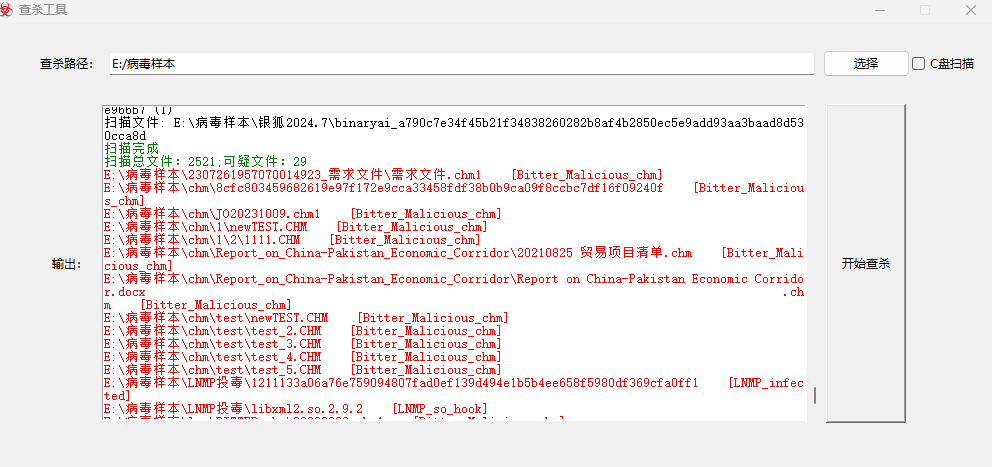 查杀工具
查杀路径:
E:/病毒样本
选择
C盘扫描
输出:
e966b7 (1)
扫描文件: E:\病毒样本\银狐2024.7\binaryai_a790c7e34f45b21f34838260282b8af4b2850ec5e9add93aa3baad8d53
0cca8d
扫描完成
扫描总文件: 2521;可疑文件: 29
E:\病毒样本\2307261957070014923_需求文件\需求文件.chm1    [Bitter_Malicious_chm]
E:\病毒样本\chm\8cfc803459682619e97f172e9cca33458fdf38b0b9ca09f8ccbc7df16f09240f    [Bitter_Maliciou
s_chm]
E:\病毒样本\chm\JO20231009.chm1    [Bitter_Malicious_chm]
E:\病毒样本\chm\1\newTEST.CHM    [Bitter_Malicious_chm]
E:\病毒样本\chm\1\2\1111.CHM    [Bitter_Malicious_chm]
E:\病毒样本\chm\Report_on_China-Pakistan_Economic_Corridor\20210825 贸易项目清单.chm    [Bitter_Mali
cious_chm]
E:\病毒样本\chm\Report_on_China-Pakistan_Economic_Corridor\Report on China-Pakistan Economic Corrido
r.docx .ch
m    [Bitter_Malicious_chm]
E:\病毒样本\chm\test\newTEST.CHM    [Bitter_Malicious_chm]
E:\病毒样本\chm\test\test_2.CHM    [Bitter_Malicious_chm]
E:\病毒样本\chm\test\test_3.CHM    [Bitter_Malicious_chm]
E:\病毒样本\chm\test\test_4.CHM    [Bitter_Malicious_chm]
E:\病毒样本\chm\test\test_5.CHM    [Bitter_Malicious_chm]
E:\病毒样本\LNMP投毒\1211133a06a76e759094807fad0ef139d494e1b5b4ee658f5980df369cfa0ff1    [LNMP_infec
ted]
E:\病毒样本\LNMP投毒\libxml2.so.2.9.2    [LNMP_so_hook]
开始查杀